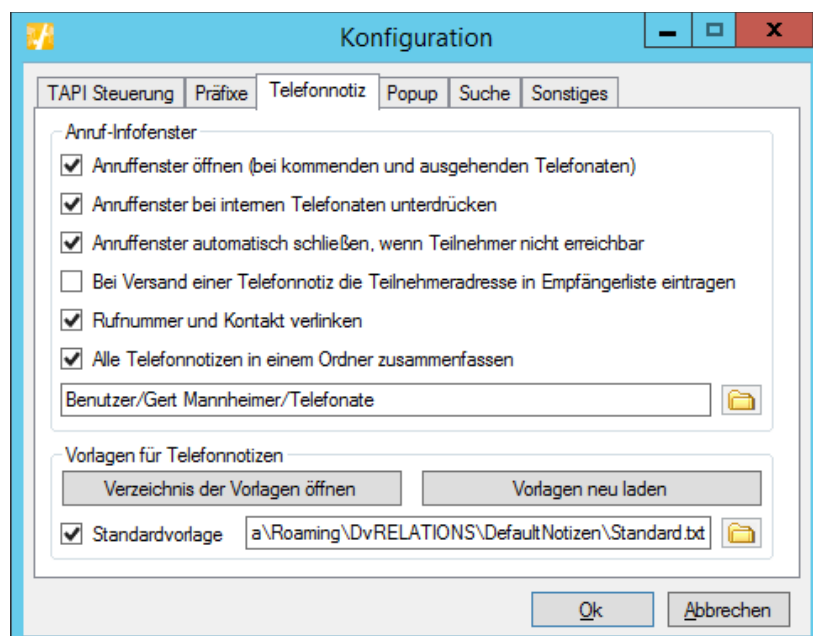 Konfiguration
TAPI Steuerung Präfixe Telefonnotiz Popup Suche Sonstiges
Anruf-Infofenster
Anruffenster öffnen (bei kommenden und ausgehenden Telefonaten)
Anruffenster bei internen Telefonaten unterdrücken
Anruffenster automatisch schließen, wenn Teilnehmer nicht erreichbar
Bei Versand einer Telefonnotiz die Teilnehmeradresse in Empfängerliste eintragen
Rufnummer und Kontakt verlinken
Alle Telefonnotizen in einem Ordner zusammenfassen
Benutzer/Gert Mannheimer/Telefonate
Vorlagen für Telefonnotizen
Verzeichnis der Vorlagen öffnen Vorlagen neu laden
Standardvorlage a\Roaming\DvRELATIONS\DefaultNotizen\Standard.txt
Ok Abbrechen